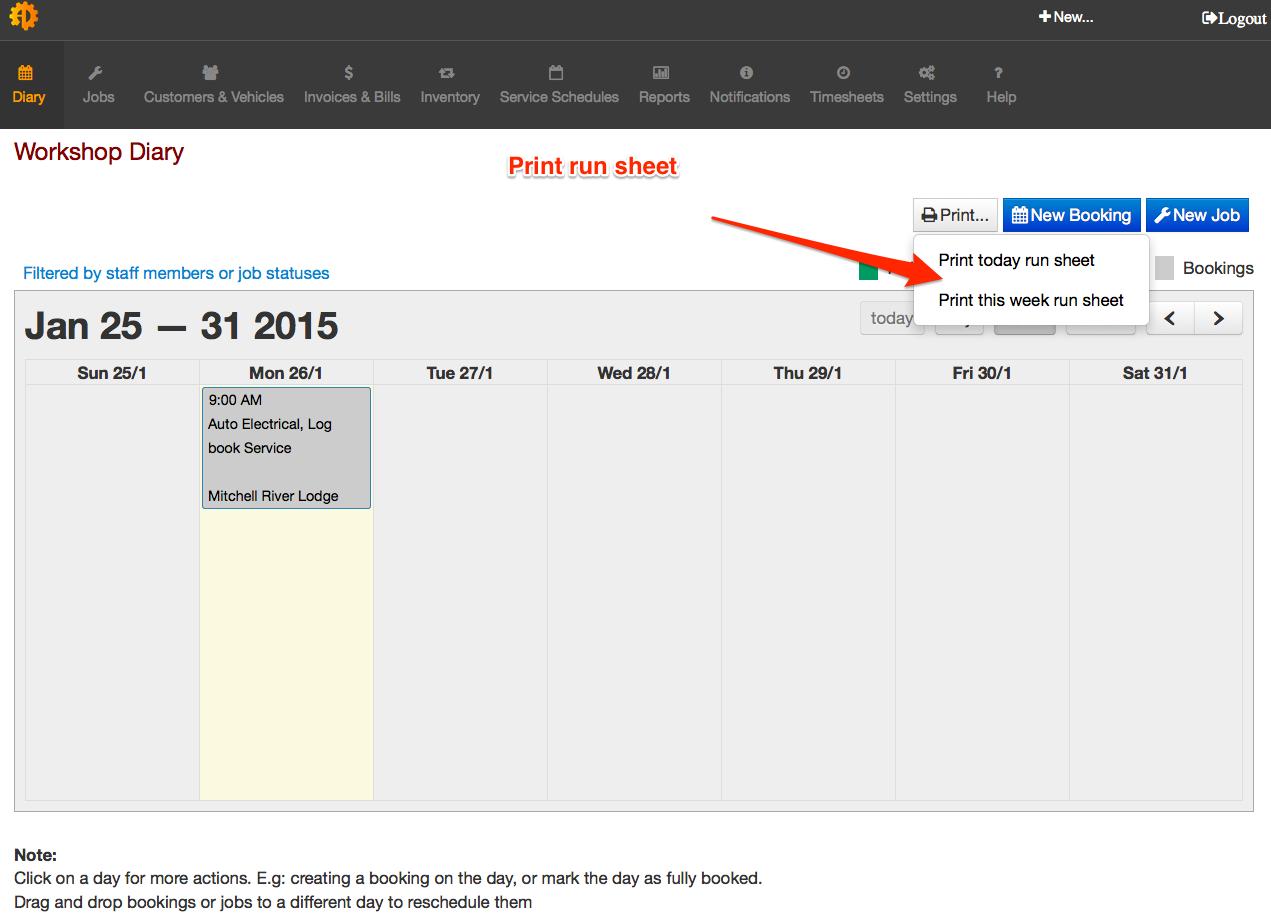 New...
Logout
Diary
Jobs
Customers & Vehicles
Invoices & Bills
Inventory
Service Schedules
Reports
Notifications
Timesheets
Settings
Help
Workshop Diary
Print run sheet
Print...
New Booking
New Job
Print today run sheet
Print this week run sheet
Filtered by staff members or job statuses
Bookings
Jan 25 — 31 2015
today
Sun 25/1
Mon 26/1
Tue 27/1
Wed 28/1
Thu 29/1
Fri 30/1
Sat 31/1
9:00 AM
Auto Electrical, Log
book Service
Mitchell River Lodge
Note:
Click on a day for more actions. E.g: creating a booking on the day, or mark the day as fully booked.
Drag and drop bookings or jobs to a different day to reschedule them